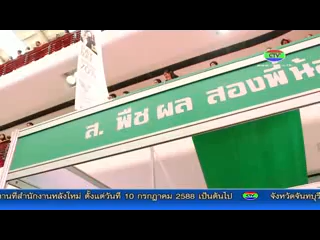 CTV
ส. พืช ผล สองพี่น้อ
านที่สำนักงานหลังใหม่ ตั้งแต่วันที่ 10 กรกฎาคม 2588 เป็นต้นไป
CTV
จังหวัดจันทบุรี